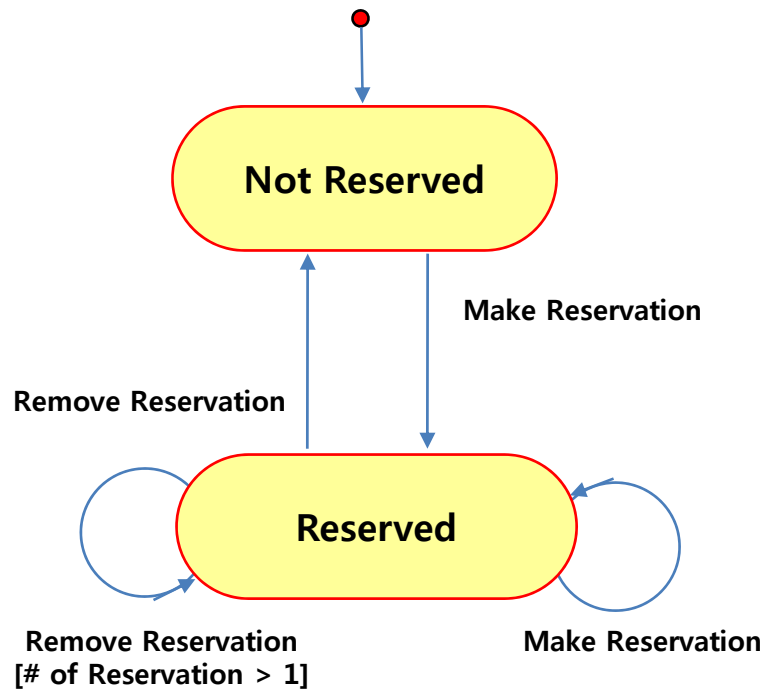 Not Reserved
Make Reservation
Remove Reservation
Reserved
Remove Reservation
[# of Reservation > 1]
Make Reservation